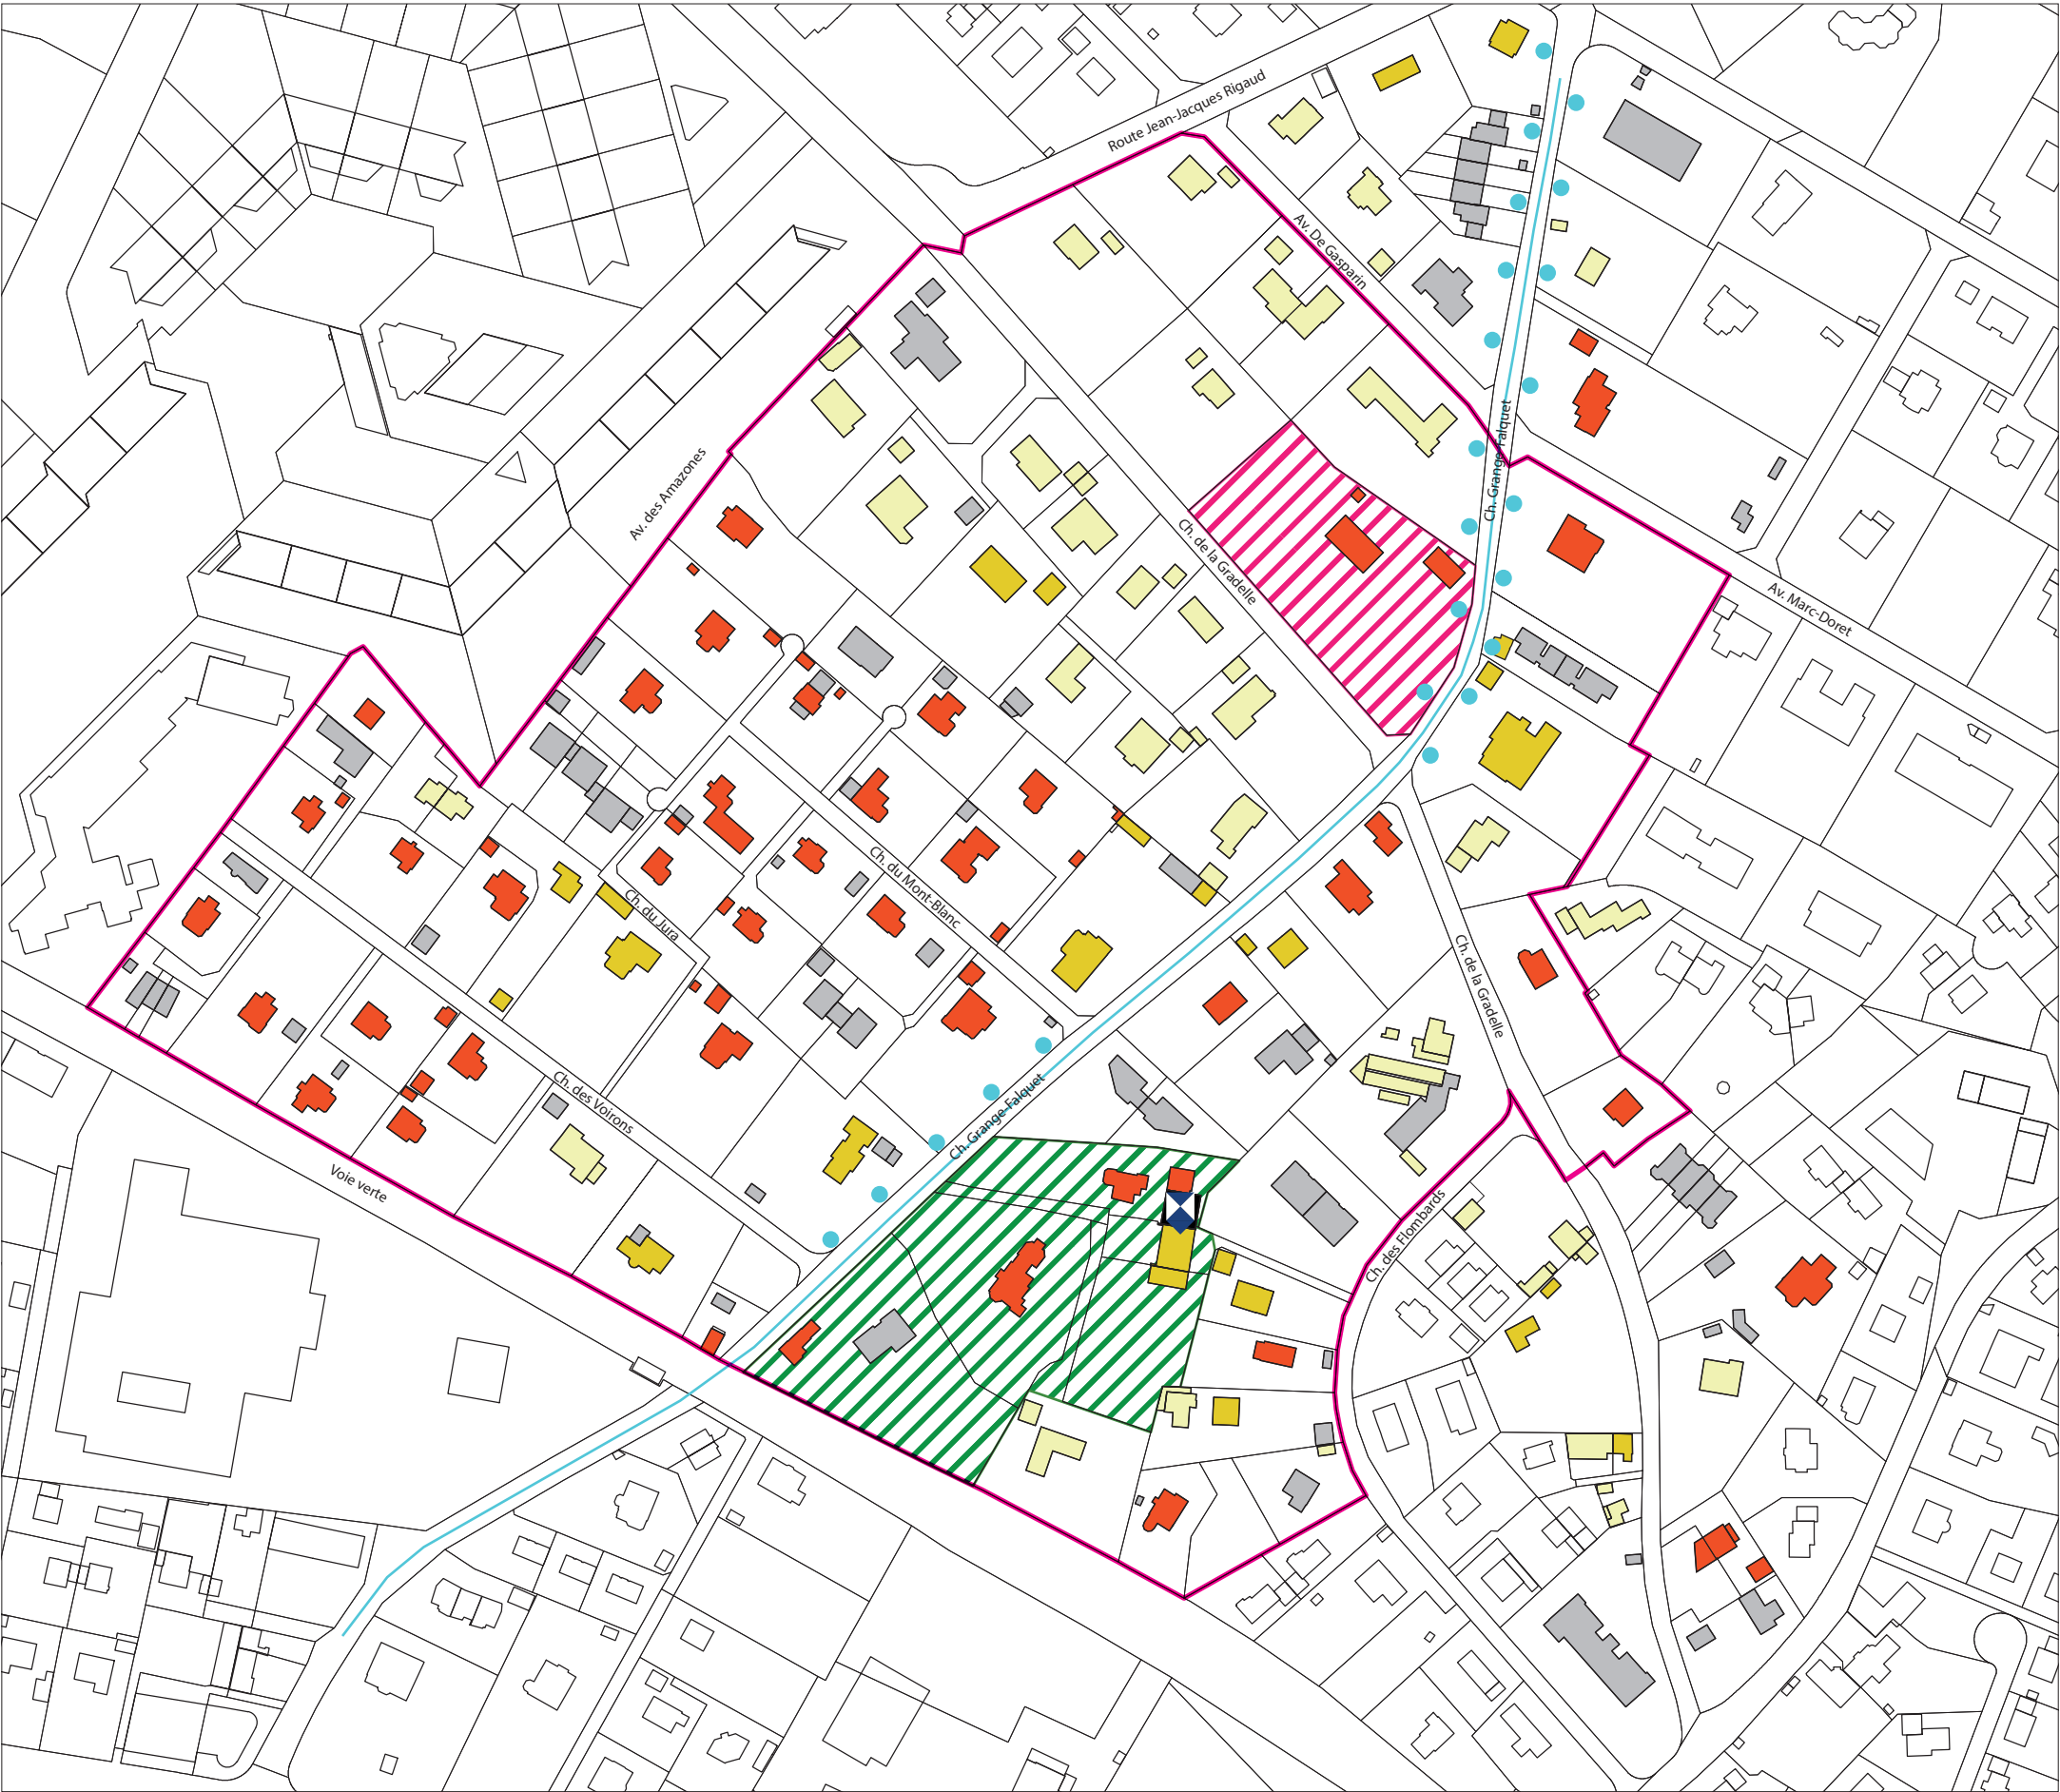 Route Jean-Jacques Rigaud
Av. De Gasparin
Ch. Grange-Falquet
Av. des Amazones
Ch. de la Gradelle
Av. Marc-Doret
Ch. du Mont-Blanc
Ch. du Jura
Ch. de la Gradelle
Ch. des Voirons
Ch. Grange-Falquet
Voie verte
Ch. des Flombards